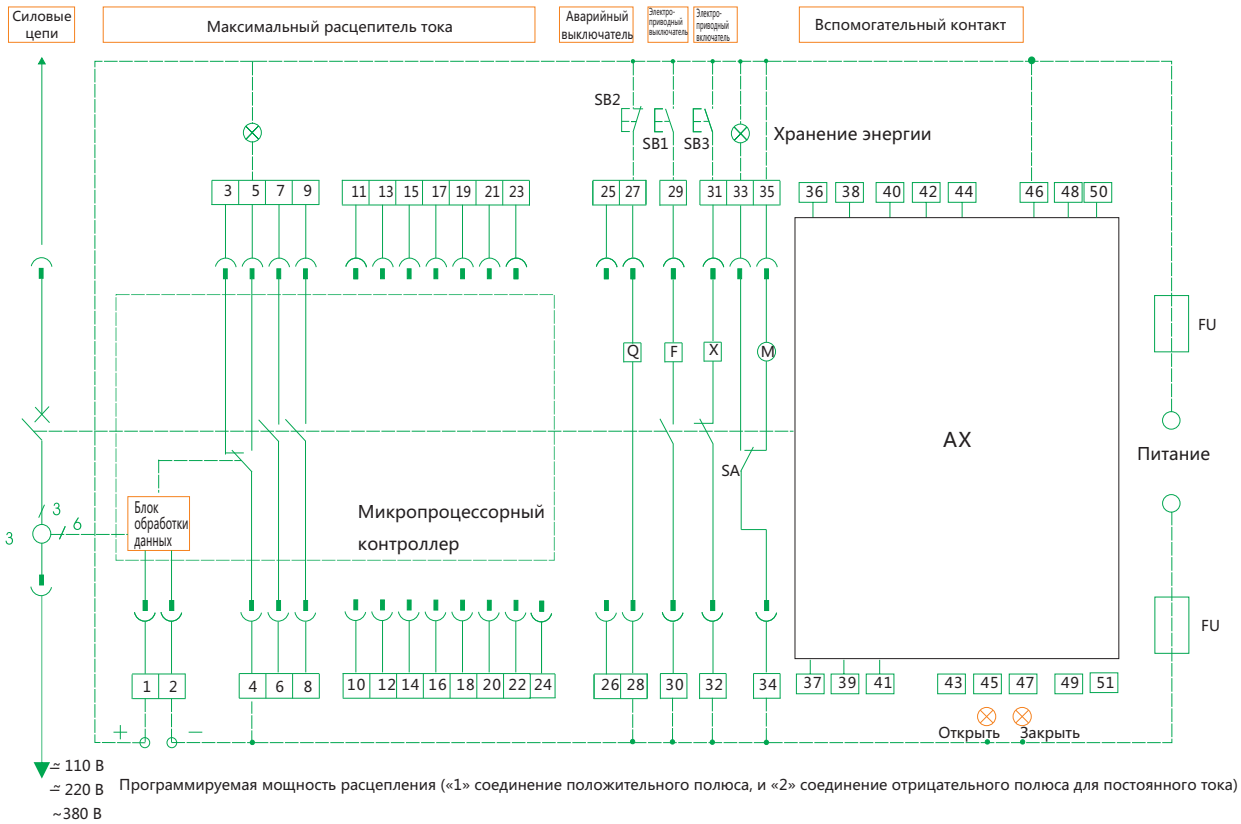 Силовые
цепи
Максимальный расцепитель тока
Аварийный
выключатель
Электро-
приводный
выключатель
Электро-
приводный
включатель
Вспомогательный контакт
SB2
SB1
SB3
Хранение энергии
3 5 7 9
11 13 15 17 19 21 23
25 27
29
31 33 35
36 38 40 42 44 46 48 50
FU
Q
F
X
M
AX
Питание
SA
Блок
обработки
данных
Микропроцессорный
контроллер
3
6
3
FU
1 2
4 6 8
10 12 14 16 18 20 22 24
26 28
30
32
34
37 39 41 43 45 47 49 51
+
−
Открыть
Закрыть
≃ 110 В
≃ 220 В
~380 В
Программируемая мощность расцепления («1» соединение положительного полюса, и «2» соединение отрицательного полюса для постоянного тока)